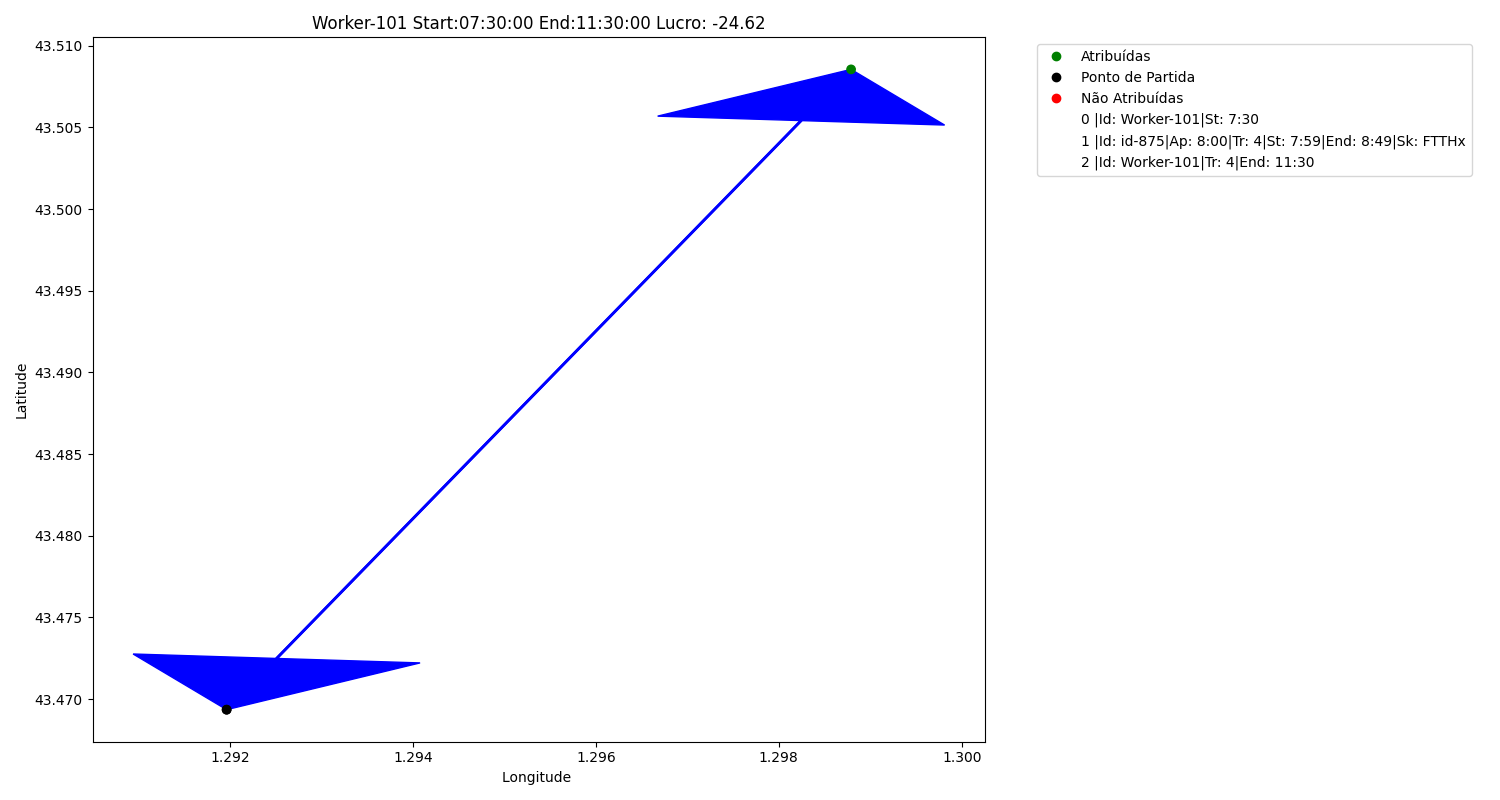 Worker-101 Start:07:30:00 End:11:30:00 Lucro: -24.62
43.510
43.505
43.500
43.495
43.490
43.485
43.480
43.475
43.470
Latitude
1.292
1.294
1.296
1.298
1.300
Longitude
Atribuídas
Ponto de Partida
Não Atribuídas
0 |Id: Worker-101|St: 7:30
1 |Id: id-875|Ap: 8:00|Tr: 4|St: 7:59|End: 8:49|Sk: FTTHx
2 |Id: Worker-101|Tr: 4|End: 11:30